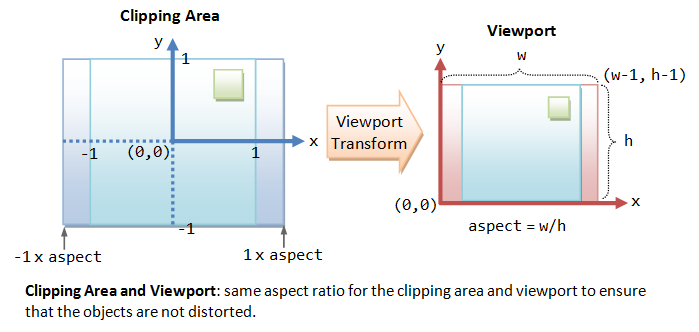 Clipping Area
y
1
-1
(0,0)
1
x
-1
-1 x aspect
1 x aspect
Viewport
Transform
Viewport
y
w
(w-1, h-1)
h
(0,0)
x
aspect = w/h
Clipping Area and Viewport: same aspect ratio for the clipping area and viewport to ensure
that the objects are not distorted.